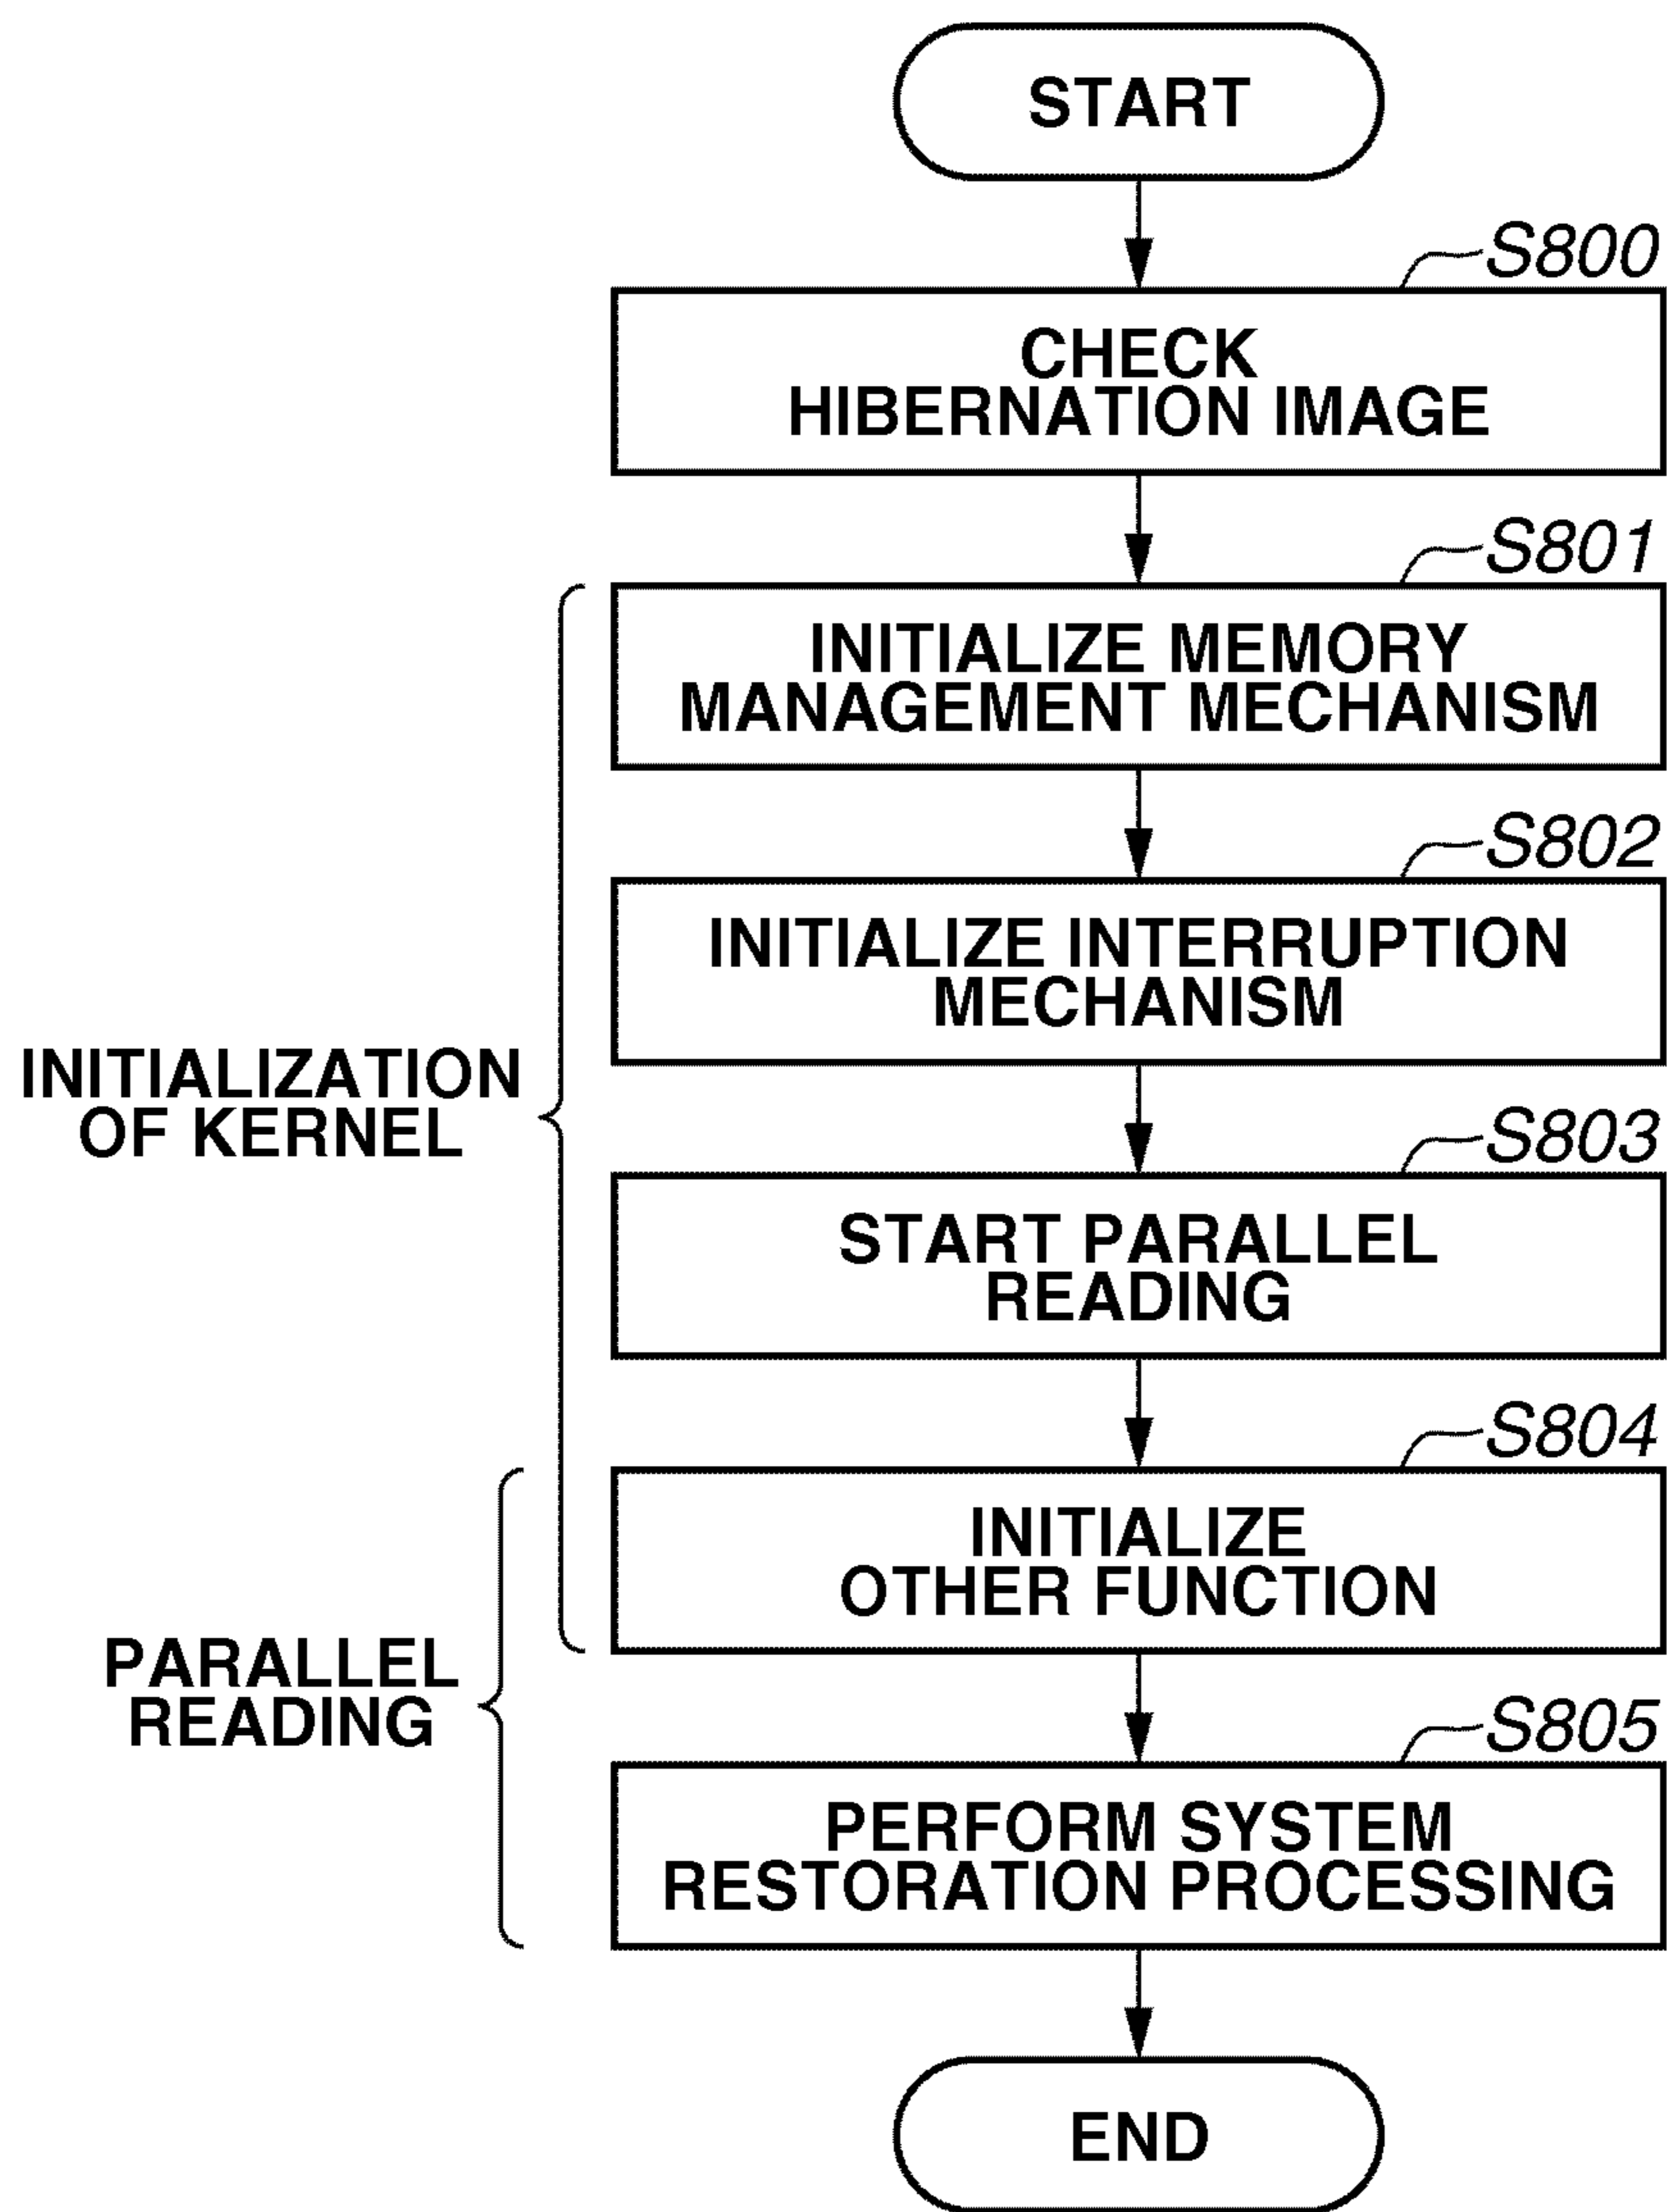 START
S800
CHECK
HIBERNATION IMAGE
S801
INITIALIZE MEMORY
MANAGEMENT MECHANISM
S802
INITIALIZE INTERRUPTION
MECHANISM
INITIALIZATION
OF KERNEL
S803
START PARALLEL
READING
S804
INITIALIZE
OTHER FUNCTION
PARALLEL
READING
S805
PERFORM SYSTEM
RESTORATION PROCESSING
END